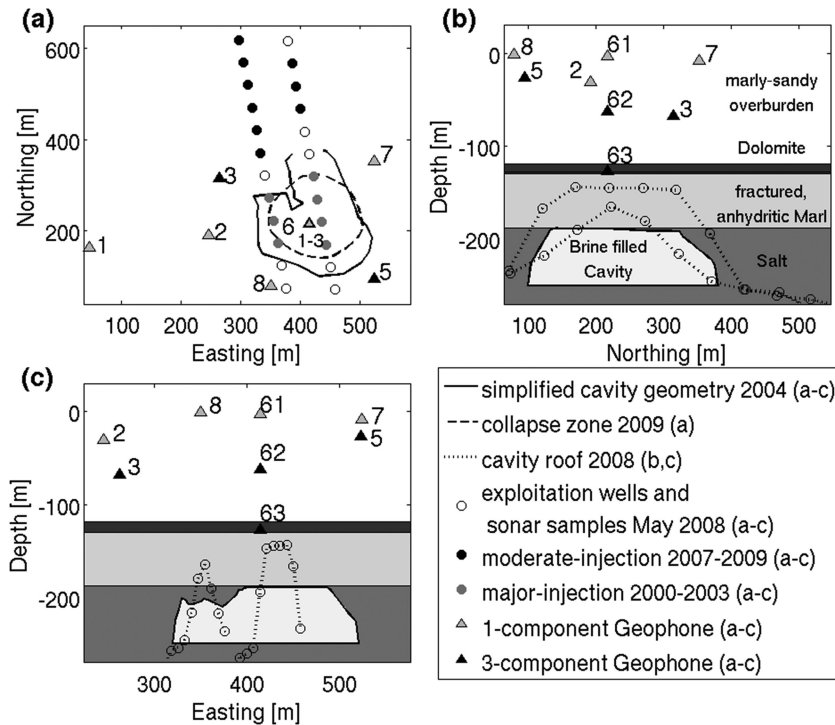 (a)
600
400
200
Northing [m]
100 200 300 400 500
Easting [m]
1
2
3
7
6
1-3
8
5
(b)
0
-100
-200
Depth [m]
8
61
7
5
2
62
3
63
marly-sandy
overburden
Dolomite
fractured,
anhydritic Marl
Brine filled
Cavity
Salt
100 200 300 400 500
Northing [m]
(c)
0
-100
-200
Depth [m]
2
8
61
7
5
3
62
63
300 400 500
Easting [m]
simplified cavity geometry 2004 (a-c)
collapse zone 2009 (a)
cavity roof 2008 (b,c)
exploitation wells and
sonar samples May 2008 (a-c)
moderate-injection 2007-2009 (a-c)
major-injection 2000-2003 (a-c)
1-component Geophone (a-c)
3-component Geophone (a-c)